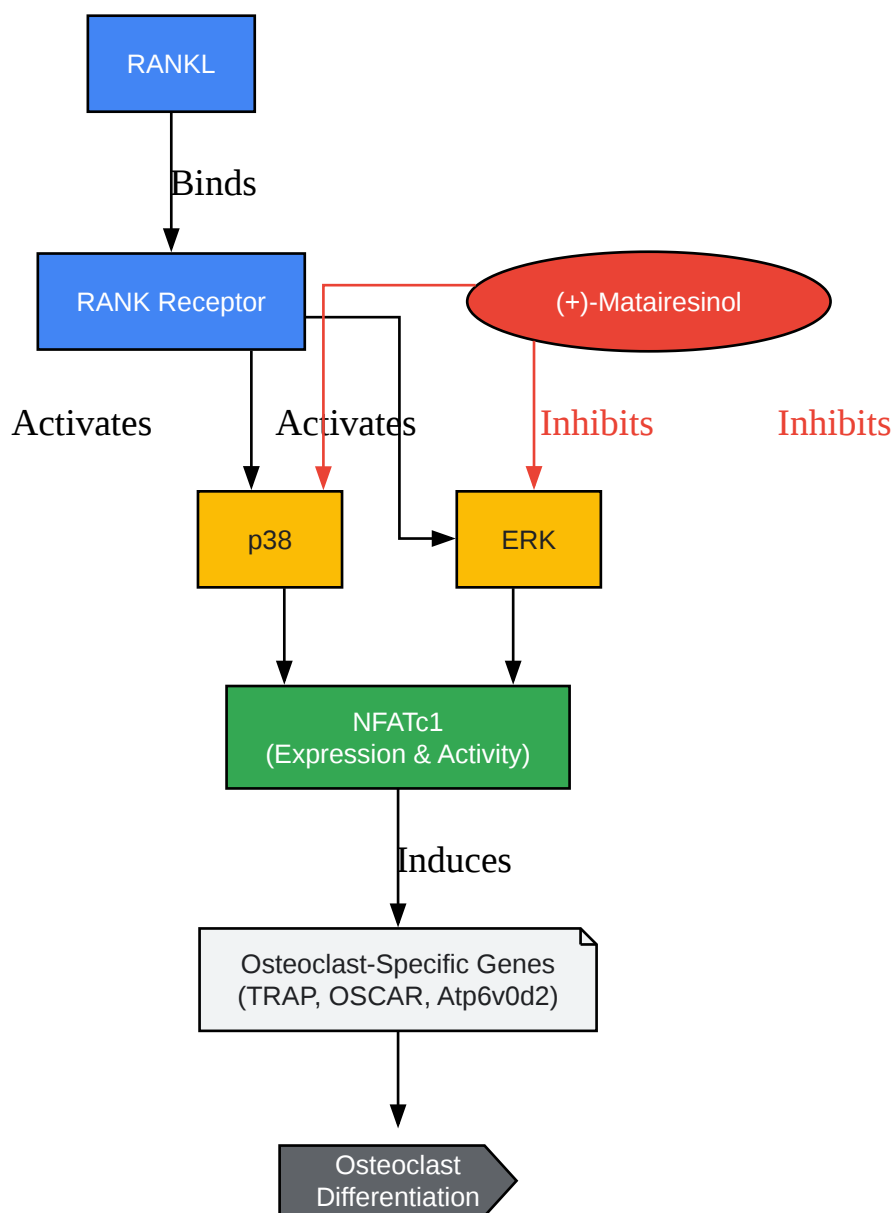 RANKL
Binds
RANK Receptor
(+)-Matairesinol
Activates
Activates
Inhibits
Inhibits
p38
ERK
NFATc1
(Expression & Activity)
Induces
Osteoclast-Specific Genes
(TRAP, OSCAR, Atp6v0d2)
Osteoclast
Differentiation